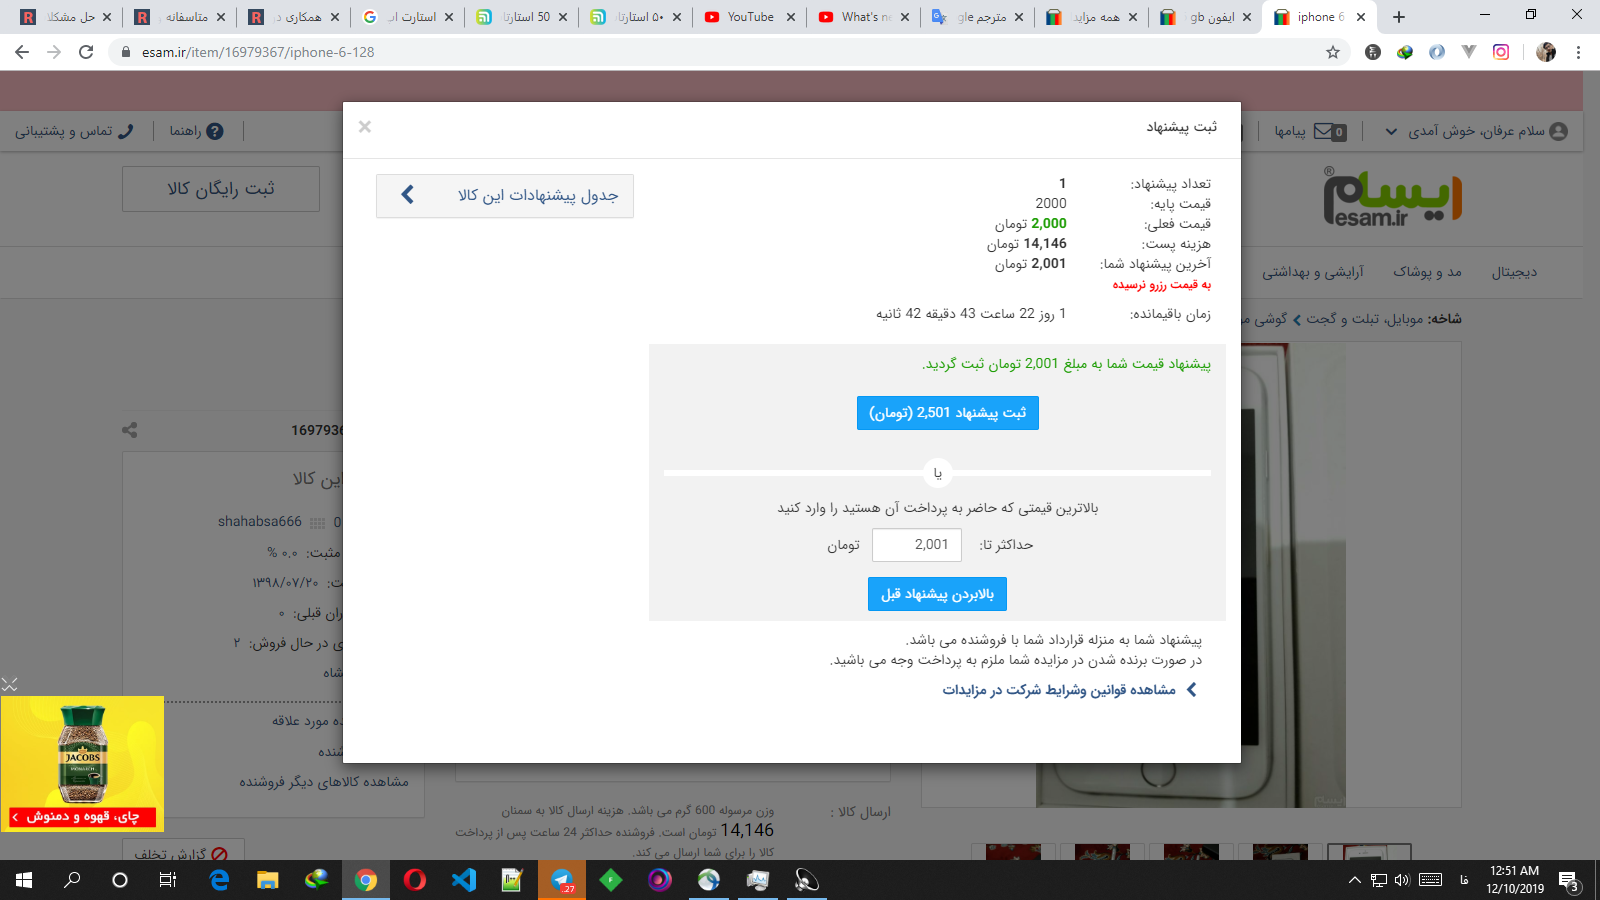 حل مشکلا
متاسفانه
همکاری در
استارت اپ
50 استارتا
۵۰ استارتا
YouTube
What's ne
مترجم gle
همه مزایدا
ایفون gb
iphone 6
esam.ir/item/16979367/iphone-6-128
سلام عرفان، خوش آمدی
0 پیامها
راهنما
تماس و پشتیبانی
ایسام
esam.ir
ثبت رایگان کالا
دیجیتال
مد و پوشاک
آرایشی و بهداشتی
شاخه: موبایل، تبلت و گجت
ثبت پیشنهاد
×
جدول پیشنهادات این کالا
تعداد پیشنهاد: 1
قیمت پایه: 2000
قیمت فعلی: 2,000 تومان
هزینه پست: 14,146 تومان
آخرین پیشنهاد شما: 2,001 تومان
به قیمت رزرو نرسیده
زمان باقیمانده: 1 روز 22 ساعت 43 دقیقه 42 ثانیه
پیشنهاد قیمت شما به مبلغ 2,001 تومان ثبت گردید.
ثبت پیشنهاد 2,501 (تومان)
یا
بالاترین قیمتی که حاضر به پرداخت آن هستید را وارد کنید
حداکثر تا: 2,001 تومان
بالابردن پیشنهاد قبل
پیشنهاد شما به منزله قرارداد شما با فروشنده می باشد.
در صورت برنده شدن در مزایده شما ملزم به پرداخت وجه می باشید.
مشاهده قوانین وشرایط شرکت در مزایدات
1697936
این کالا
shahabsa666
0
مثبت: ۰.۰ %
۱۳۹۸/۰۷/۲۰
قبلی: ۰
در حال فروش: ۲
مورد علاقه
مشاهده کالاهای دیگر فروشنده
گزارش تخلف
JACOBS
MONARCH
چای، قهوه و دمنوش
ارسال کالا :
وزن مرسوله 600 گرم می باشد. هزینه ارسال کالا به سمنان
14,146 تومان است. فروشنده حداکثر 24 ساعت پس از پرداخت
کالا را برای شما ارسال می کند.
ایسام
27
فا
12:51 AM
12/10/2019
3